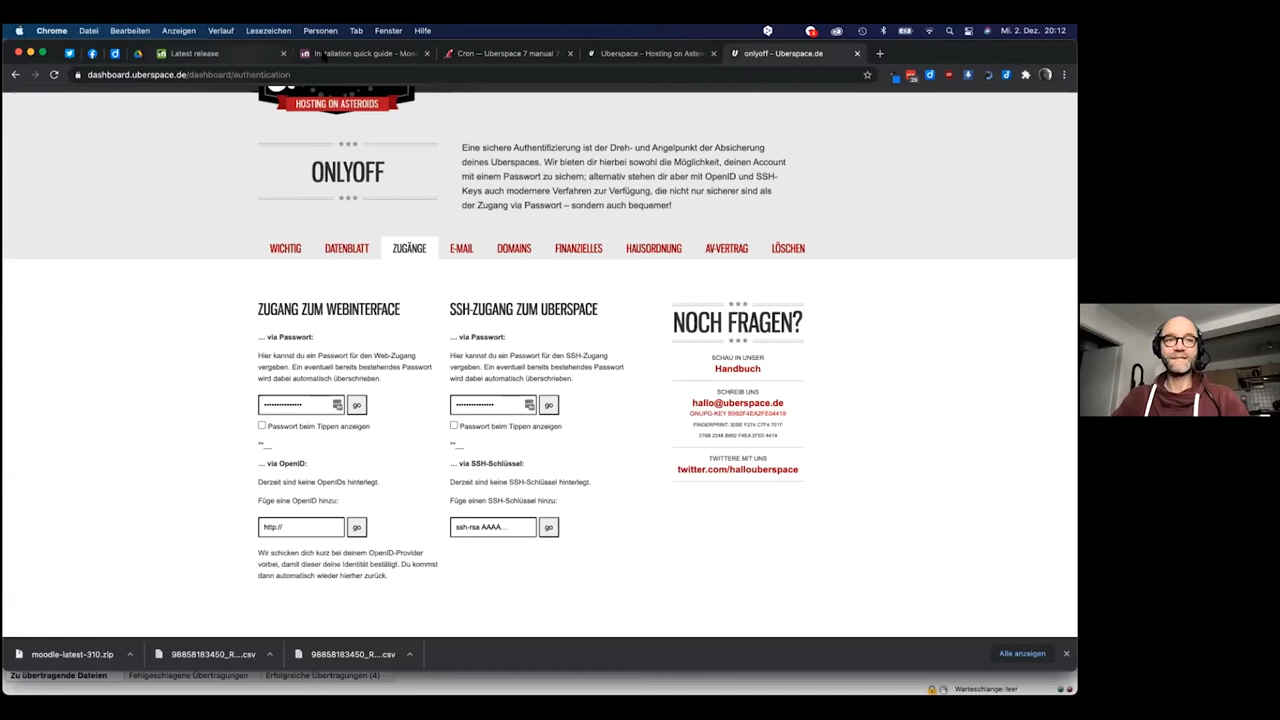 Chrome Datei Bearbeiten Anzeigen Verlauf Lesezeichen Personen Tab Fenster Hilfe
Mi. 2. Dez. 20:12
Latest release
Installation quick guide - Moo
Cron — Uberspace 7 manual
Uberspace - Hosting on Aster
onlyoff - Uberspace.de
dashboard.uberspace.de/dashboard/authentication
HOSTING ON ASTEROIDS
ONLYOFF
Eine sichere Authentifizierung ist der Dreh- und Angelpunkt der Absicherung
deines Uberspaces. Wir bieten dir hierbei sowohl die Möglichkeit, deinen Account
mit einem Passwort zu sichern; alternativ stehen dir aber mit OpenID und SSH-
Keys auch modernere Verfahren zur Verfügung, die nicht nur sicherer sind als
der Zugang via Passwort – sondern auch bequemer!
WICHTIG DATENBLATT ZUGÄNGE E-MAIL DOMAINS FINANZIELLES HAUSORDNUNG AV-VERTRAG LÖSCHEN
ZUGANG ZUM WEBINTERFACE
... via Passwort:
Hier kannst du ein Passwort für den Web-Zugang
vergeben. Ein eventuell bereits bestehendes Passwort
wird dabei automatisch überschrieben.
go
Passwort beim Tippen anzeigen
**__
... via OpenID:
Derzeit sind keine OpenIDs hinterlegt.
Füge eine OpenID hinzu:
http:// go
Wir schicken dich kurz bei deinem OpenID-Provider
vorbei, damit dieser deine Identität bestätigt. Du kommst
dann automatisch wieder hierher zurück.
SSH-ZUGANG ZUM UBERSPACE
... via Passwort:
Hier kannst du ein Passwort für den SSH-Zugang
vergeben. Ein eventuell bereits bestehendes Passwort
wird dabei automatisch überschrieben.
go
Passwort beim Tippen anzeigen
**__
... via SSH-Schlüssel:
Derzeit sind keine SSH-Schlüssel hinterlegt.
Füge einen SSH-Schlüssel hinzu:
ssh-rsa AAAA... go
NOCH FRAGEN?
SCHAU IN UNSER
Handbuch
SCHREIB UNS
hallo@uberspace.de
GNUPG-KEY B992F4EA2FE04419
TWITTERE MIT UNS
twitter.com/hallouberspace
moodle-latest-310.zip
98858183450_R....csv
98858183450_R....csv
Alle anzeigen
Zu übertragende Dateien Fehlgeschlagene Übertragungen Erfolgreiche Übertragungen (4)
Warteschlange: leer